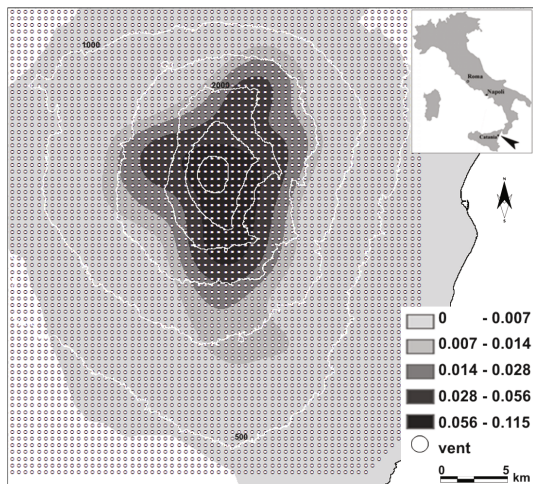 1000
2000
500
Roma
Napoli
Catania
N
S
0 - 0.007
0.007 - 0.014
0.014 - 0.028
0.028 - 0.056
0.056 - 0.115
vent
0 5
km